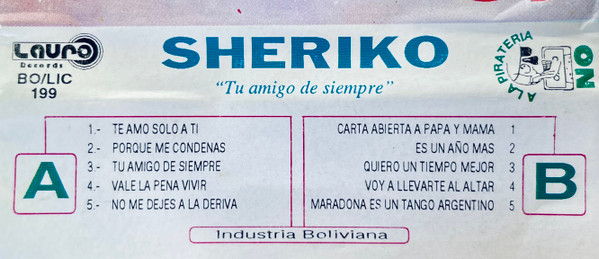 Lauro
Records
BO/LIC
199
SHERIKO
"Tu amigo de siempre"
NO
A LA PIRATERIA
A
1.- TE AMO SOLO A TI
2.- PORQUE ME CONDENAS
3.- TU AMIGO DE SIEMPRE
4.- VALE LA PENA VIVIR
5.- NO ME DEJES A LA DERIVA
B
CARTA ABIERTA A PAPA Y MAMA 1
ES UN AÑO MAS 2
QUIERO UN TIEMPO MEJOR 3
VOY A LLEVARTE AL ALTAR 4
MARADONA ES UN TANGO ARGENTINO 5
Industria Boliviana